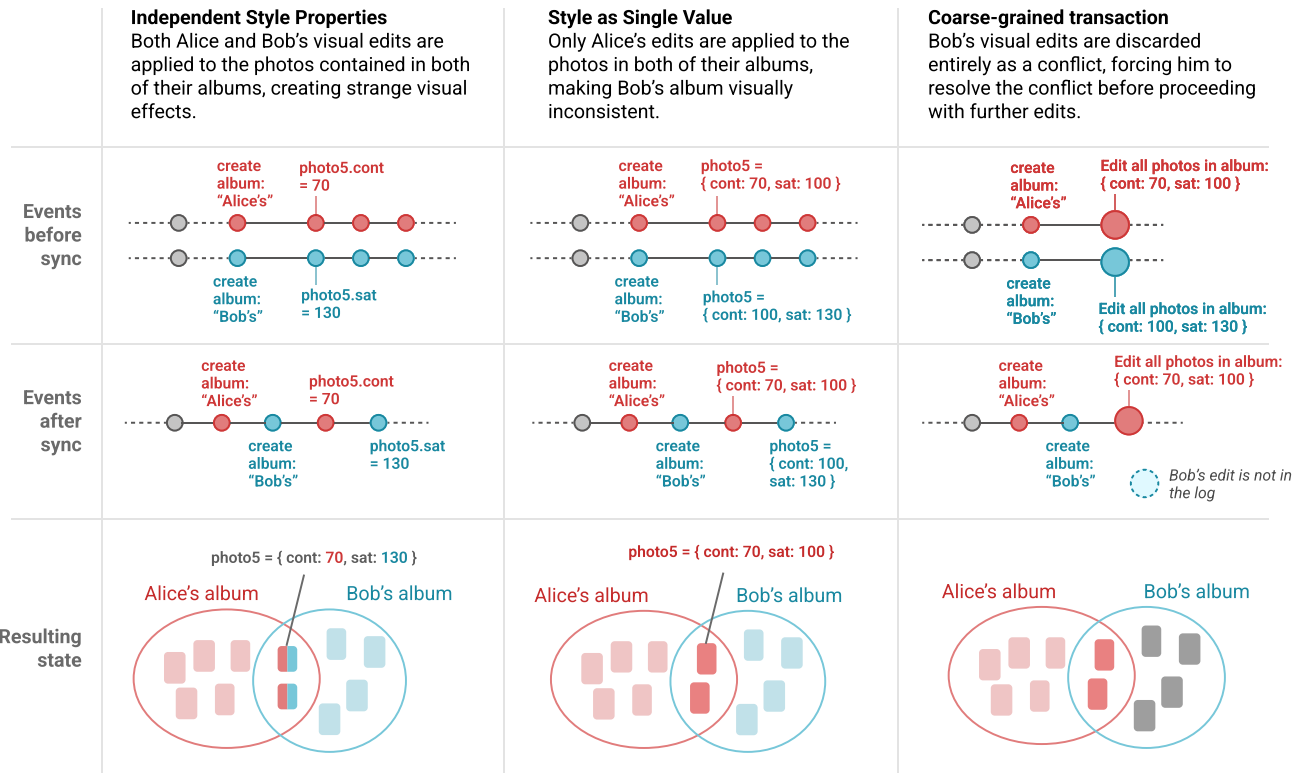 Independent Style Properties
Both Alice and Bob’s visual edits are
applied to the photos contained in both
of their albums, creating strange visual
effects.
Style as Single Value
Only Alice’s edits are applied to the
photos in both of their albums,
making Bob’s album visually
inconsistent.
Coarse-grained transaction
Bob’s visual edits are discarded
entirely as a conflict, forcing him to
resolve the conflict before proceeding
with further edits.
Events
before
sync
create
album:
“Alice’s”
photo5.cont
= 70
create
album:
“Bob’s”
photo5.sat
= 130
create
album:
“Alice’s”
photo5 =
{ cont: 70, sat: 100 }
create
album:
“Bob’s”
photo5 =
{ cont: 100, sat: 130 }
create
album:
“Alice’s”
Edit all photos in album:
{ cont: 70, sat: 100 }
create
album:
“Bob’s”
Edit all photos in album:
{ cont: 100, sat: 130 }
Events
after
sync
create
album:
“Alice’s”
photo5.cont
= 70
create
album:
“Bob’s”
photo5.sat
= 130
create
album:
“Alice’s”
photo5 =
{ cont: 70, sat: 100 }
create
album:
“Bob’s”
photo5 =
{ cont: 100,
sat: 130 }
create
album:
“Alice’s”
Edit all photos in album:
{ cont: 70, sat: 100 }
create
album:
“Bob’s”
Bob’s edit is not in
the log
Resulting
state
photo5 = { cont: 70, sat: 130 }
Alice’s album
Bob’s album
photo5 = { cont: 70, sat: 100 }
Alice’s album
Bob’s album
Alice’s album
Bob’s album